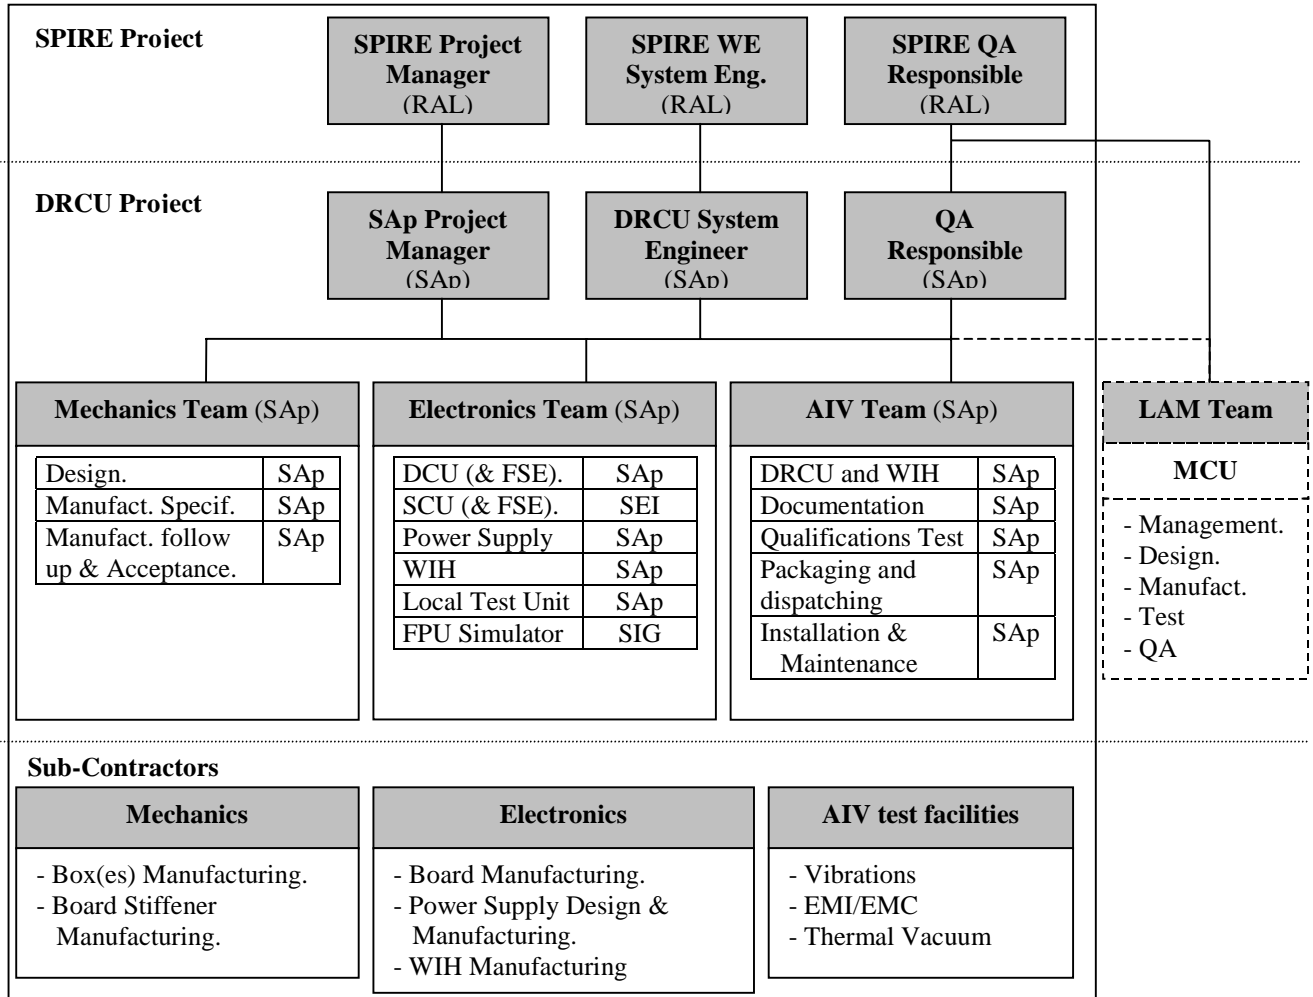 SPIRE Project
SPIRE Project
Manager
(RAL)
SPIRE WE
System Eng.
(RAL)
SPIRE QA
Responsible
(RAL)
DRCU Project
SAp Project
Manager
(SAp)
DRCU System
Engineer
(SAp)
QA
Responsible
(SAp)
Mechanics Team (SAp)
Design. SAp
Manufact. Specif. SAp
Manufact. follow SAp
up & Acceptance.
Electronics Team (SAp)
DCU (& FSE). SAp
SCU (& FSE). SEI
Power Supply SAp
WIH SAp
Local Test Unit SAp
FPU Simulator SIG
AIV Team (SAp)
DRCU and WIH SAp
Documentation SAp
Qualifications Test SAp
Packaging and SAp
dispatching
Installation & SAp
Maintenance
LAM Team
MCU
- Management.
- Design.
- Manufact.
- Test
- QA
Sub-Contractors
Mechanics
- Box(es) Manufacturing.
- Board Stiffener
Manufacturing.
Electronics
- Board Manufacturing.
- Power Supply Design &
Manufacturing.
- WIH Manufacturing
AIV test facilities
- Vibrations
- EMI/EMC
- Thermal Vacuum